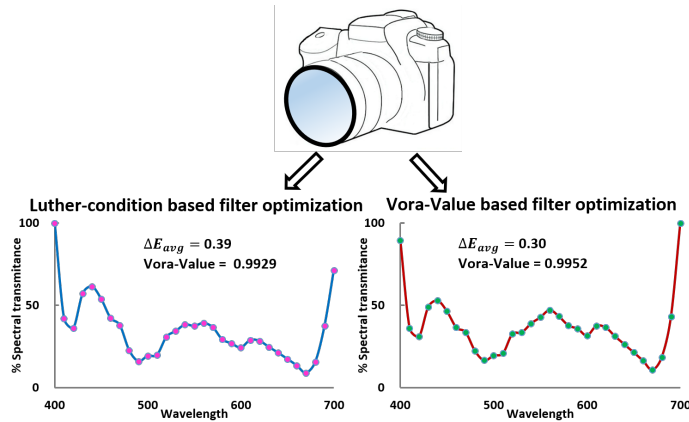 Luther-condition based filter optimization
% Spectral transmitance
100
50
0
ΔE_avg = 0.39
Vora-Value = 0.9929
400
500
600
700
Wavelength
Vora-Value based filter optimization
% Spectral transmitance
100
50
0
ΔE_avg = 0.30
Vora-Value = 0.9952
400
500
600
700
Wavelength